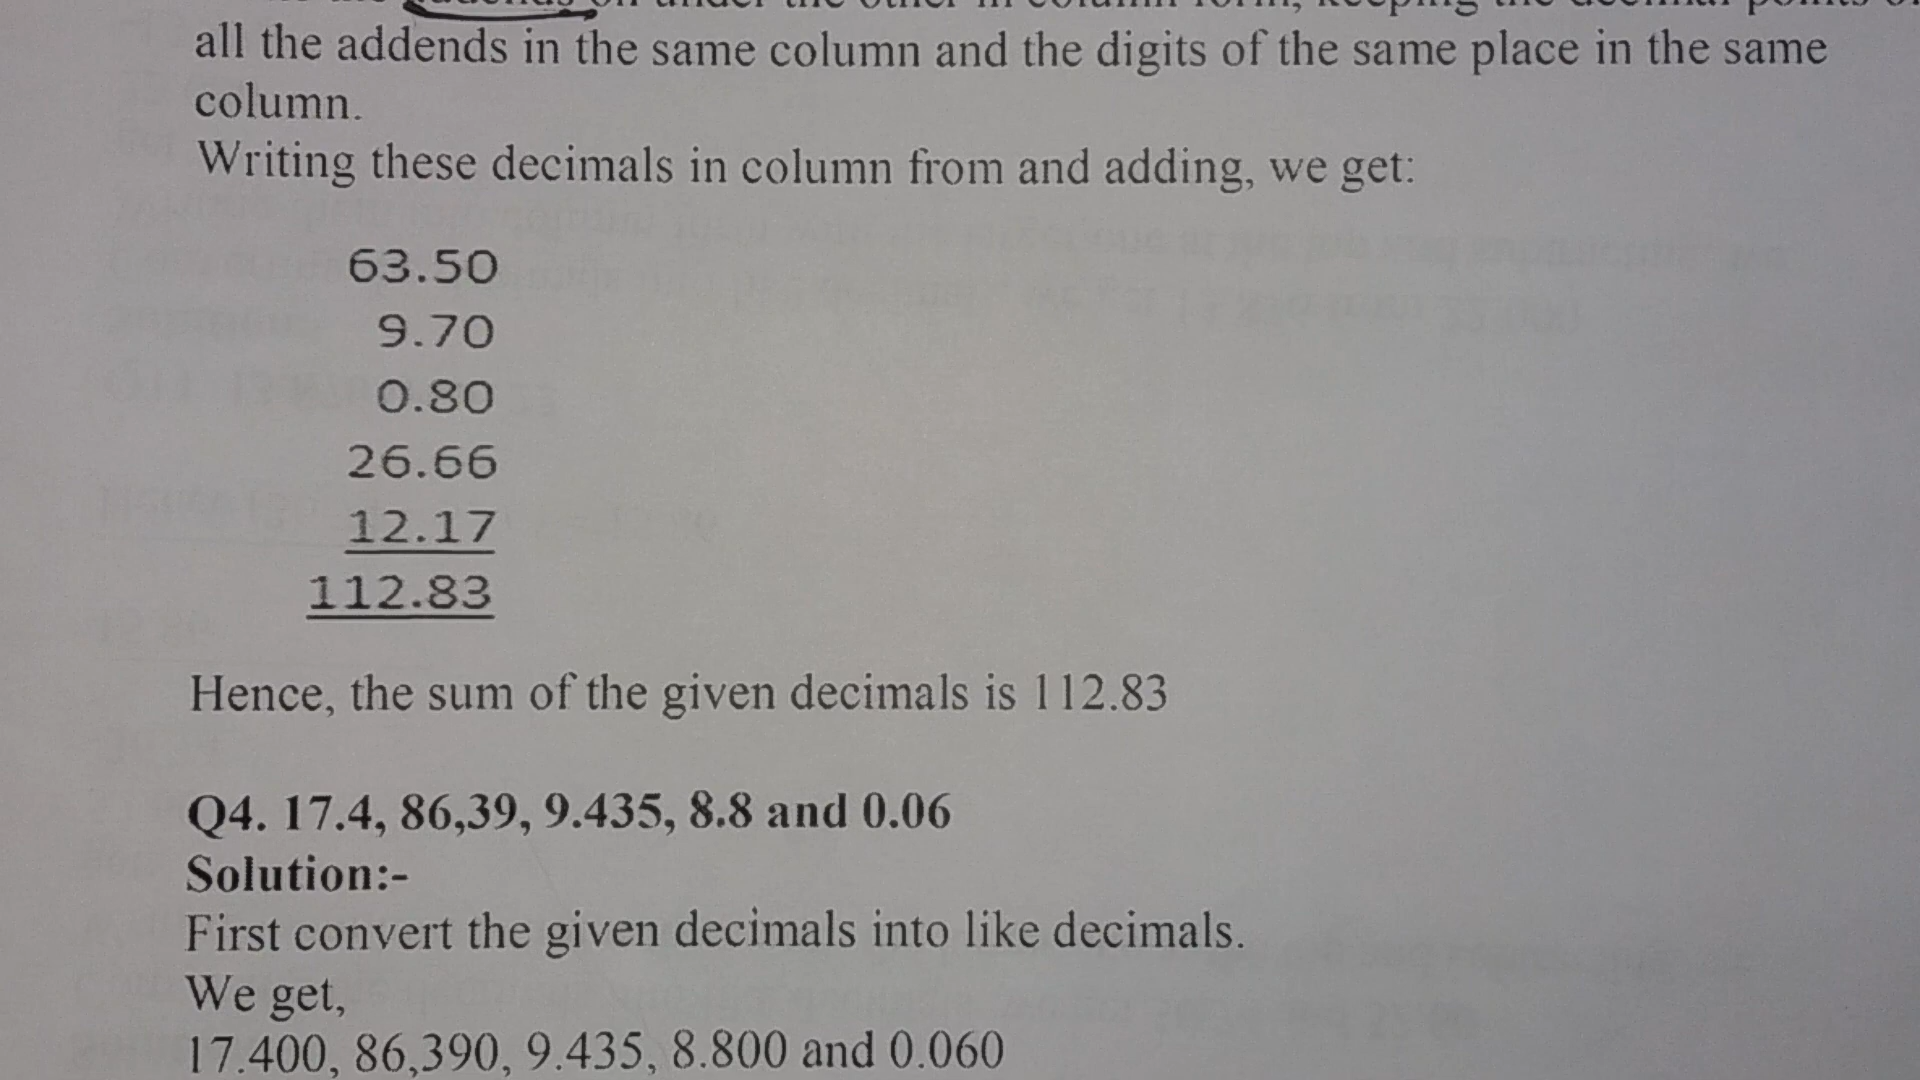 all the addends in the same column and the digits of the same place in the same
column.
Writing these decimals in column from and adding, we get:
63.50
9.70
0.80
26.66
12.17
112.83
Hence, the sum of the given decimals is 112.83
Q4. 17.4, 86,39, 9.435, 8.8 and 0.06
Solution:-
First convert the given decimals into like decimals.
We get,
17.400, 86,390, 9.435, 8.800 and 0.060